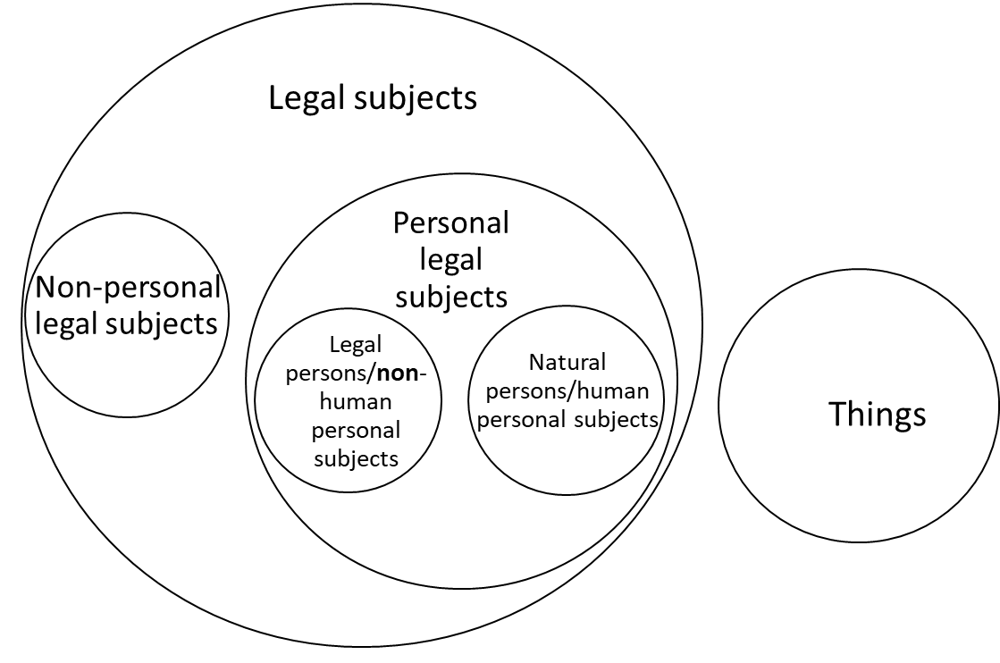 Legal subjects
Personal
legal
subjects
Non-personal
legal subjects
Legal
persons/non-
human
personal
subjects
Natural
persons/human
personal subjects
Things